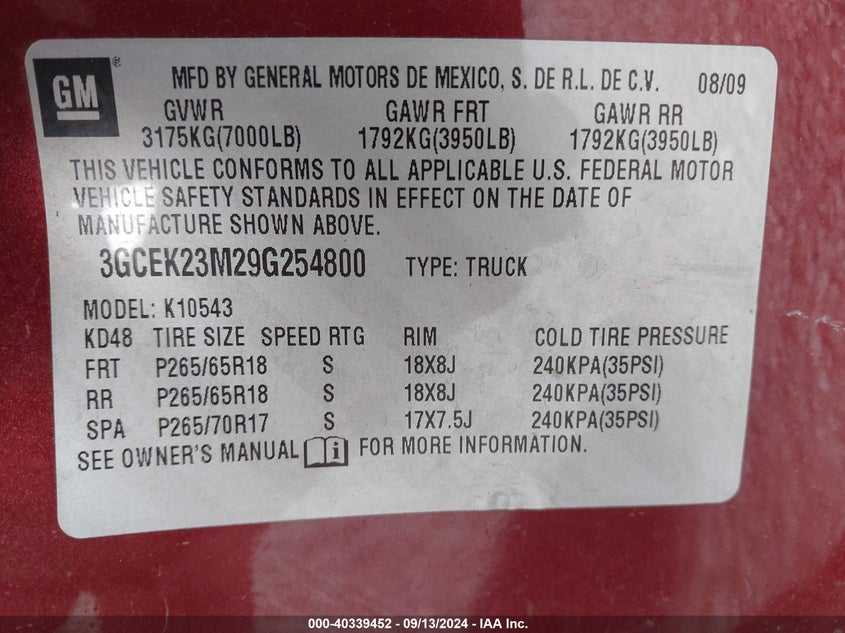 GM ®
MFD BY GENERAL MOTORS DE MEXICO, S. DE R.L. DE C.V. 08/09
GVWR GAWR FRT GAWR RR
3175KG(7000LB) 1792KG(3950LB) 1792KG(3950LB)
THIS VEHICLE CONFORMS TO ALL APPLICABLE U.S. FEDERAL MOTOR
VEHICLE SAFETY STANDARDS IN EFFECT ON THE DATE OF
MANUFACTURE SHOWN ABOVE.
3GCEK23M29G254800 TYPE: TRUCK
MODEL: K10543
KD48 TIRE SIZE SPEED RTG RIM COLD TIRE PRESSURE
FRT P265/65R18 S 18X8J 240KPA(35PSI)
RR P265/65R18 S 18X8J 240KPA(35PSI)
SPA P265/70R17 S 17X7.5J 240KPA(35PSI)
SEE OWNER'S MANUAL i FOR MORE INFORMATION.
000-40339452 - 09/13/2024 - IAA Inc.